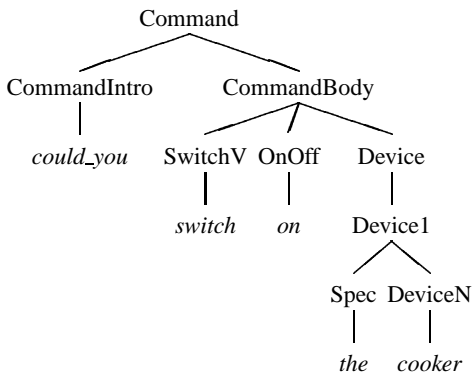 Command
CommandIntro CommandBody
could_you SwitchV OnOff Device
switch on Device1
Spec DeviceN
the cooker